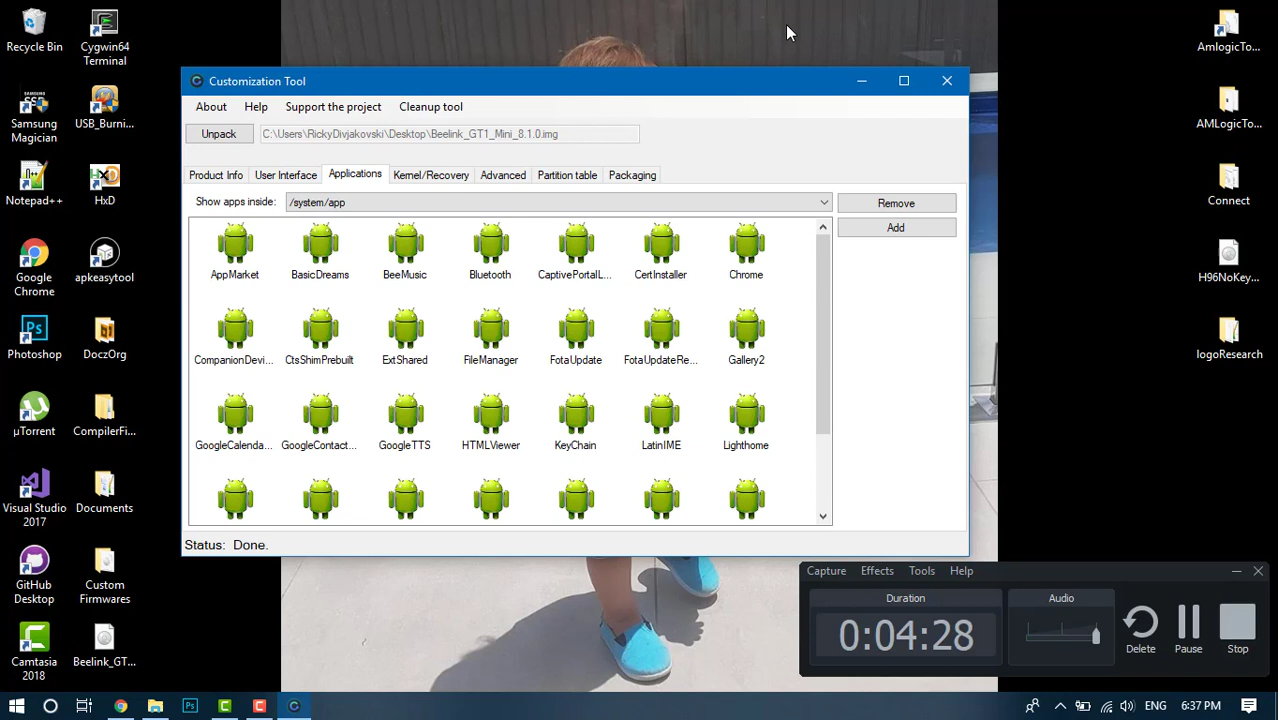 Recycle Bin
Cygwin64
Terminal
AmlogicTo...
Samsung
Magician
USB_Burni...
AMLogicTo...
Notepad++
HxD
Connect
Google
Chrome
apkeasytool
H96NoKey...
Photoshop
DoczOrg
logoResearch
µTorrent
CompilerFi...
Visual Studio
2017
Documents
GitHub
Desktop
Custom
Firmwares
Camtasia
2018
Beelink_GT...
Customization Tool
About Help Support the project Cleanup tool
Unpack C:\Users\RickyDivjakovski\Desktop\Beelink_GT1_Mini_8.1.0.img
Product Info User Interface Applications Kernel/Recovery Advanced Partition table Packaging
Show apps inside: /system/app Remove
Add
AppMarket BasicDreams BeeMusic Bluetooth CaptivePortalL... CertInstaller Chrome
CompanionDevi... CtsShimPrebuilt ExtShared FileManager FotaUpdate FotaUpdateRe... Gallery2
GoogleCalenda... GoogleContact... GoogleTTS HTMLViewer KeyChain LatinIME Lighthome
Status: Done.
Capture Effects Tools Help
Duration Audio
0:04:28
Delete Pause Stop
ENG 6:37 PM